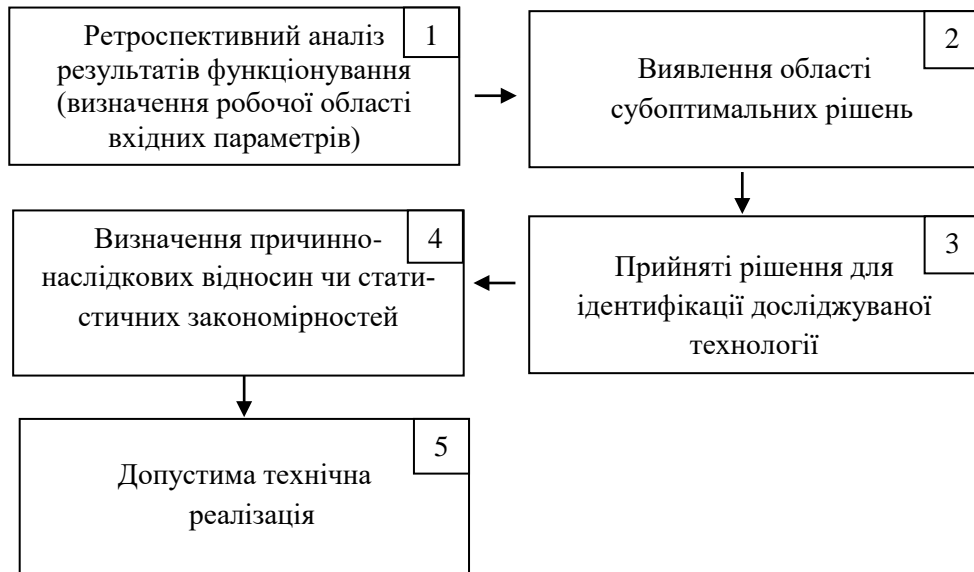 1
Ретроспективний аналіз
результатів функціонування
(визначення робочої області
вхідних параметрів)
2
Виявлення області
субоптимальних рішень
3
Прийняті рішення для
ідентифікації досліджуваної
технології
4
Визначення причинно-
наслідкових відносин чи стати-
стичних закономірностей
5
Допустима технічна
реалізація